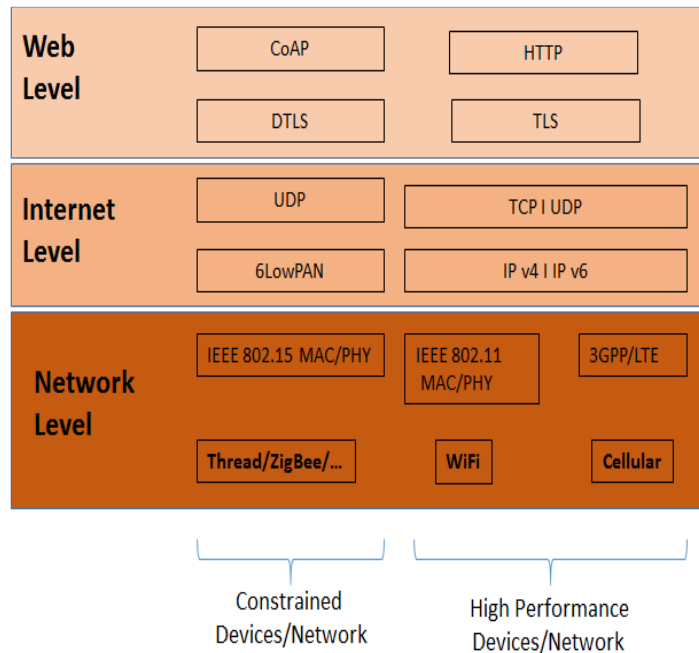 Web
Level
CoAP
HTTP
DTLS
TLS
Internet
Level
UDP
TCP I UDP
6LowPAN
IP v4 I IP v6
Network
Level
IEEE 802.15 MAC/PHY
IEEE 802.11
MAC/PHY
3GPP/LTE
Thread/ZigBee/...
WiFi
Cellular
Constrained
Devices/Network
High Performance
Devices/Network